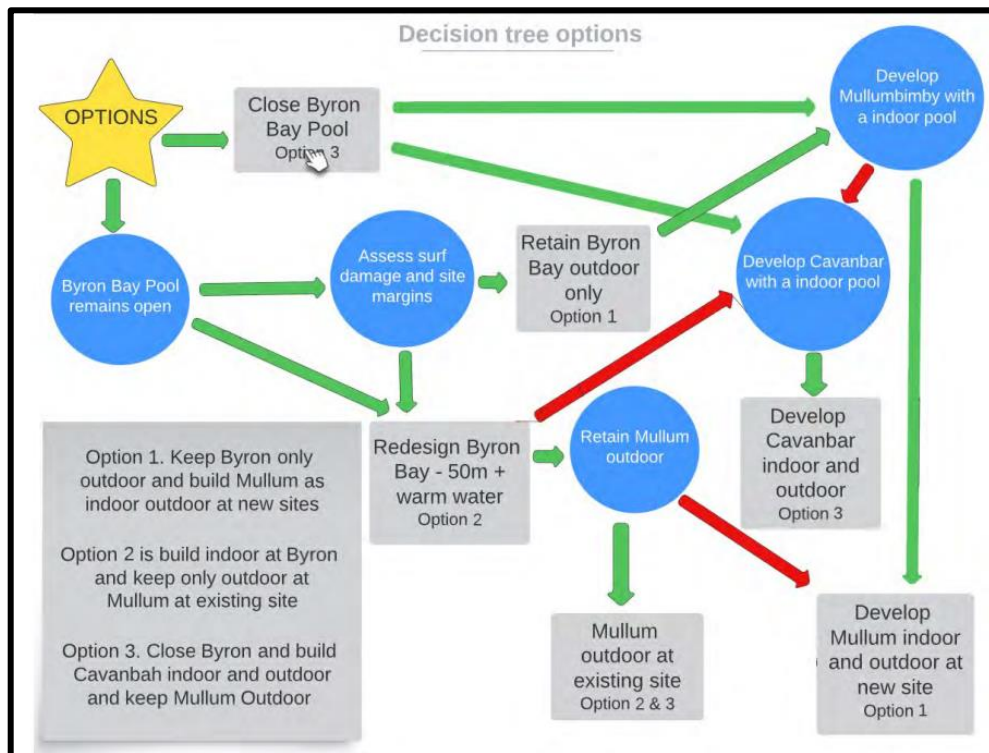 Decision tree options
OPTIONS
Close Byron
Bay Pool
Option 3
Develop
Mullumbimby with
a indoor pool
Byron Bay Pool
remains open
Assess surf
damage and site
margins
Retain Byron
Bay outdoor
only
Option 1
Develop Cavanbar
with a indoor pool
Redesign Byron
Bay - 50m +
warm water
Option 2
Retain Mullum
outdoor
Develop
Cavanbar
indoor and
outdoor
Option 3
Option 1. Keep Byron only
outdoor and build Mullum as
indoor outdoor at new sites
Option 2 is build indoor at Byron
and keep only outdoor at
Mullum at existing site
Option 3. Close Byron and build
Cavanbah indoor and outdoor
and keep Mullum Outdoor
Mullum
outdoor at
existing site
Option 2 & 3
Develop
Mullum indoor
and outdoor at
new site
Option 1